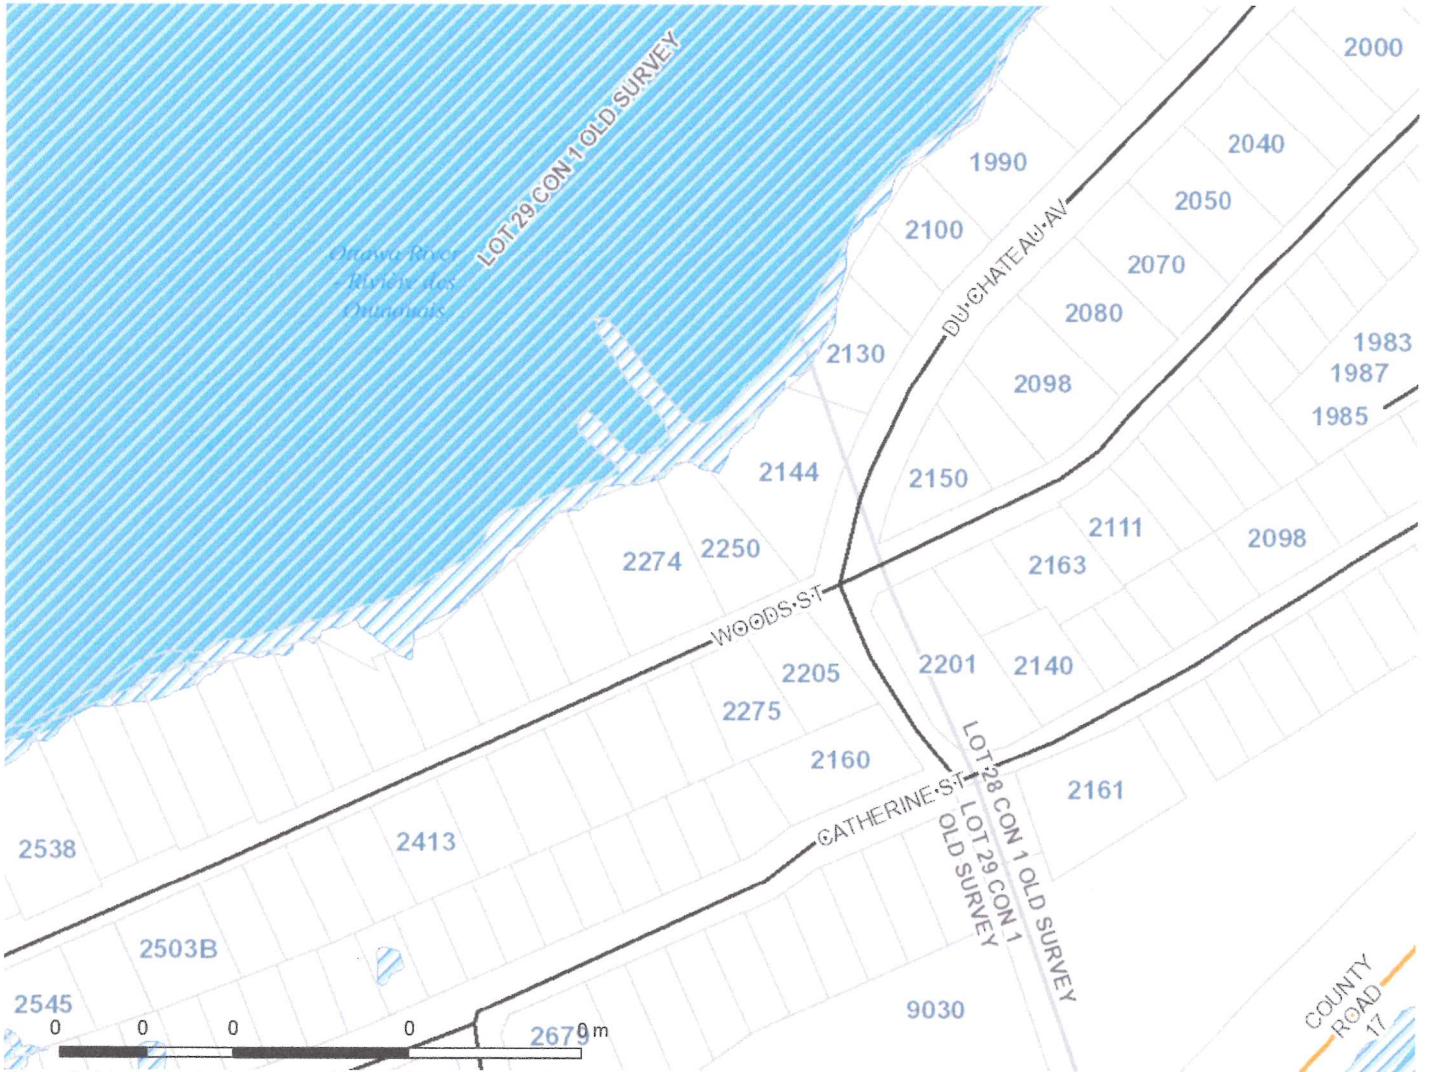 LOT 29 CON 1 OLD SURVEY
Ottawa River
- Rivière des
Outaouais
2000
2040
1990
2050
2100
DU CHATEAU AV
2070
2080
1983
2130
1987
2098
1985
2144
2150
2111
2098
2274
2250
2163
WOODS ST
2201
2140
2205
2275
2160
2161
CATHERINE ST
LOT 28 CON 1 OLD SURVEY
LOT 29 CON 1
OLD SURVEY
2538
2413
2503B
2545
9030
COUNTY
ROAD
17
2679
0 0 0 0 0 m